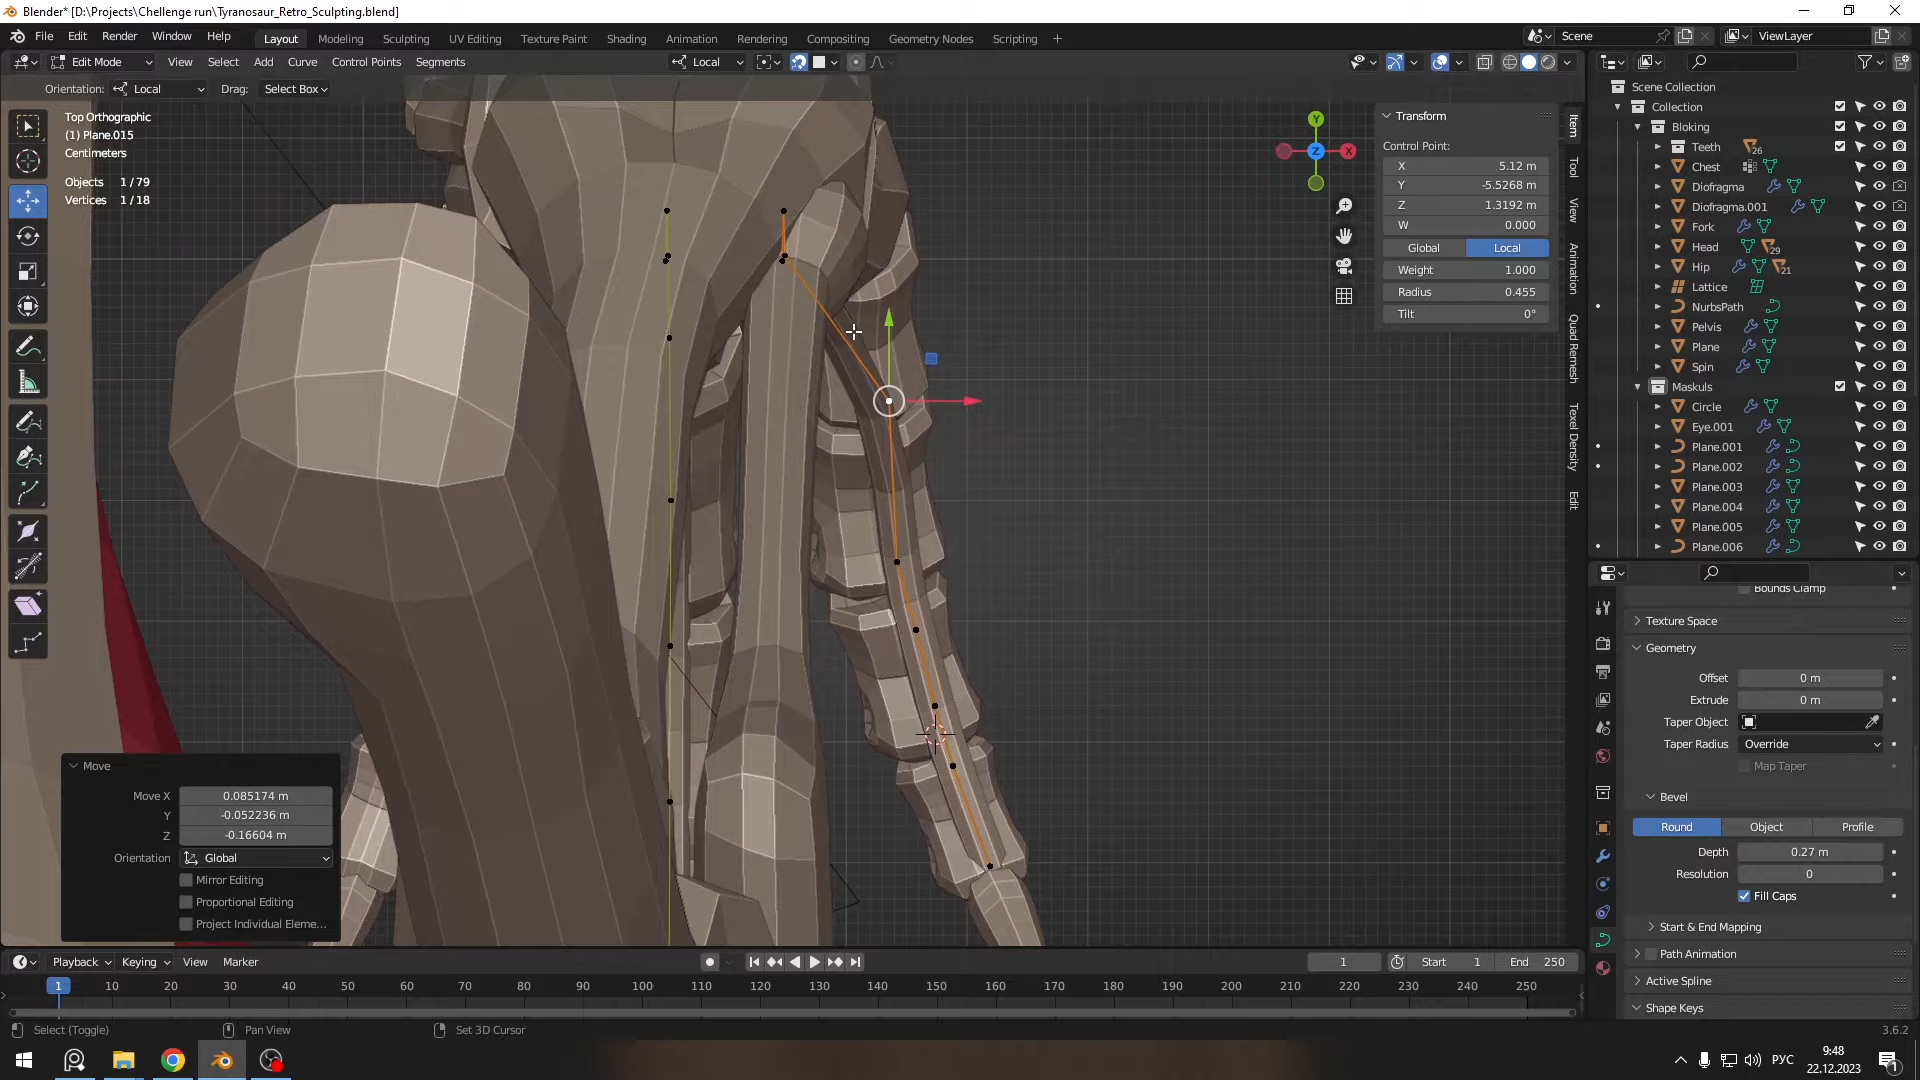 Blender* [D:\Projects\Chellenge run\Tyranosaur_Retro_Sculpting.blend]
File Edit Render Window Help Layout Modeling Sculpting UV Editing Texture Paint Shading Animation Rendering Compositing Geometry Nodes Scripting + Scene ViewLayer
Edit Mode View Select Add Curve Control Points Segments Local
Orientation: Local Drag: Select Box
Top Orthographic
(1) Plane.015
Centimeters
Objects 1/79
Vertices 1/18
Y
Z
X
Transform
Control Point:
X 5.12 m
Y -5.5268 m
Z 1.3192 m
W 0.000
Global Local
Weight 1.000
Radius 0.455
Tilt 0°
Item
Tool
View
Animation
Quad Remesh
Texel Density
Edit
Scene Collection
Collection
Bloking
Teeth 26
Chest
Diofragma
Diofragma.001
Fork
Head 29
Hip 21
Lattice
NurbsPath
Pelvis
Plane
Spin
Maskuls
Circle
Eye.001
Plane.001
Plane.002
Plane.003
Plane.004
Plane.005
Plane.006
Bounds Clamp
Texture Space
Geometry
Offset 0 m
Extrude 0 m
Taper Object
Taper Radius Override
Map Taper
Bevel
Round Object Profile
Depth 0.27 m
Resolution 0
Fill Caps
Start & End Mapping
Path Animation
Active Spline
Shape Keys
Move
Move X 0.085174 m
Y -0.052236 m
Z -0.16604 m
Orientation Global
Mirror Editing
Proportional Editing
Project Individual Eleme...
Playback Keying View Marker 1 Start 1 End 250
1 10 20 30 40 50 60 70 80 90 100 110 120 130 140 150 160 170 180 190 200 210 220 230 240 250
Select (Toggle) Pan View Set 3D Cursor 3.6.2
РУС
9:48
22.12.2023
1